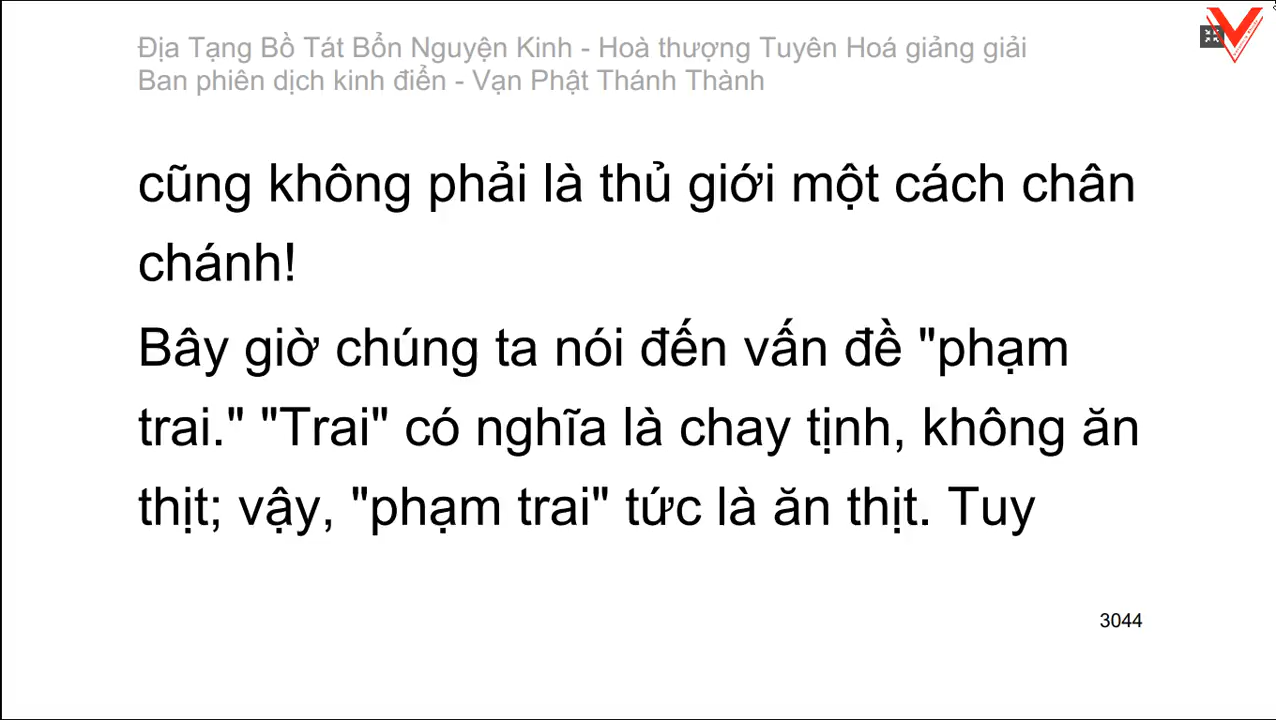 Địa Tạng Bồ Tát Bổn Nguyện Kinh - Hoà thượng Tuyên Hoá giảng giải
Ban phiên dịch kinh điển - Vạn Phật Thánh Thành
cũng không phải là thủ giới một cách chân
chánh!
Bây giờ chúng ta nói đến vấn đề "phạm
trai." "Trai" có nghĩa là chay tịnh, không ăn
thịt; vậy, "phạm trai" tức là ăn thịt. Tuy
3044